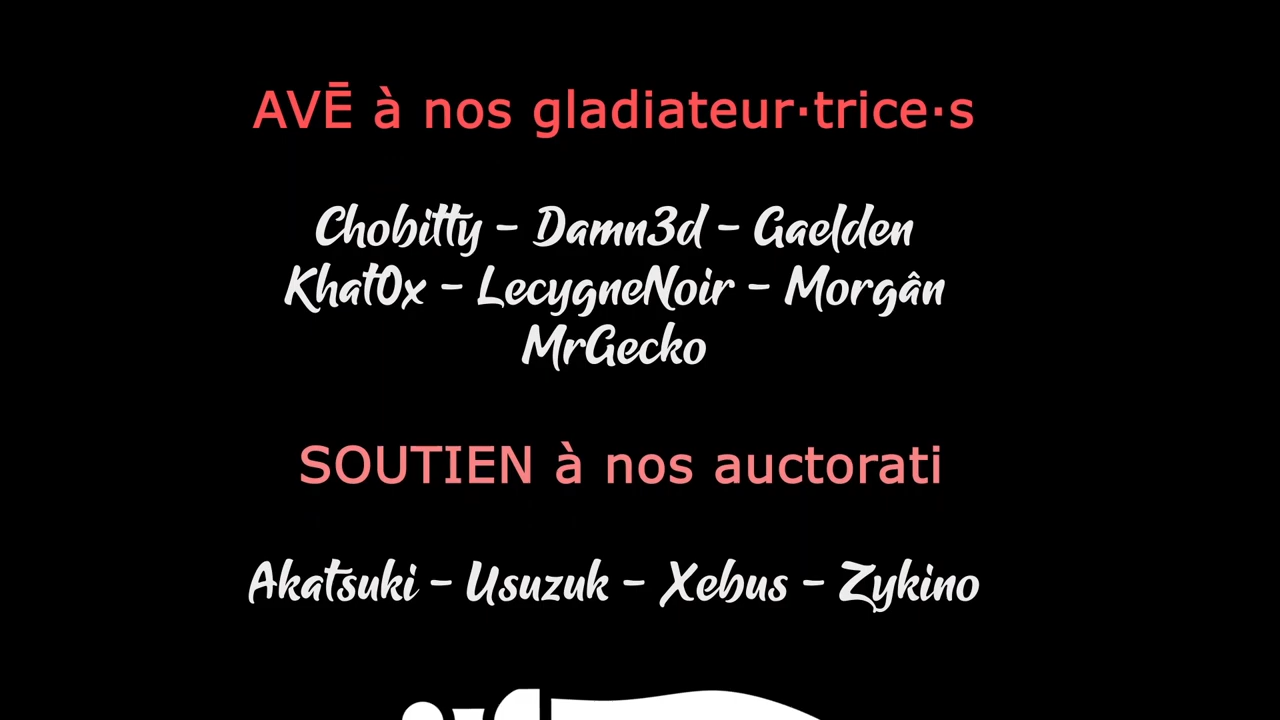 AVĒ à nos gladiateur·trice·s
Chobitty - Damn3d - Gaelden
Khat0x - LecygneNoir - Morgân
MrGecko
SOUTIEN à nos auctorati
Akatsuki - Usuzuk - Xebus - Zykino